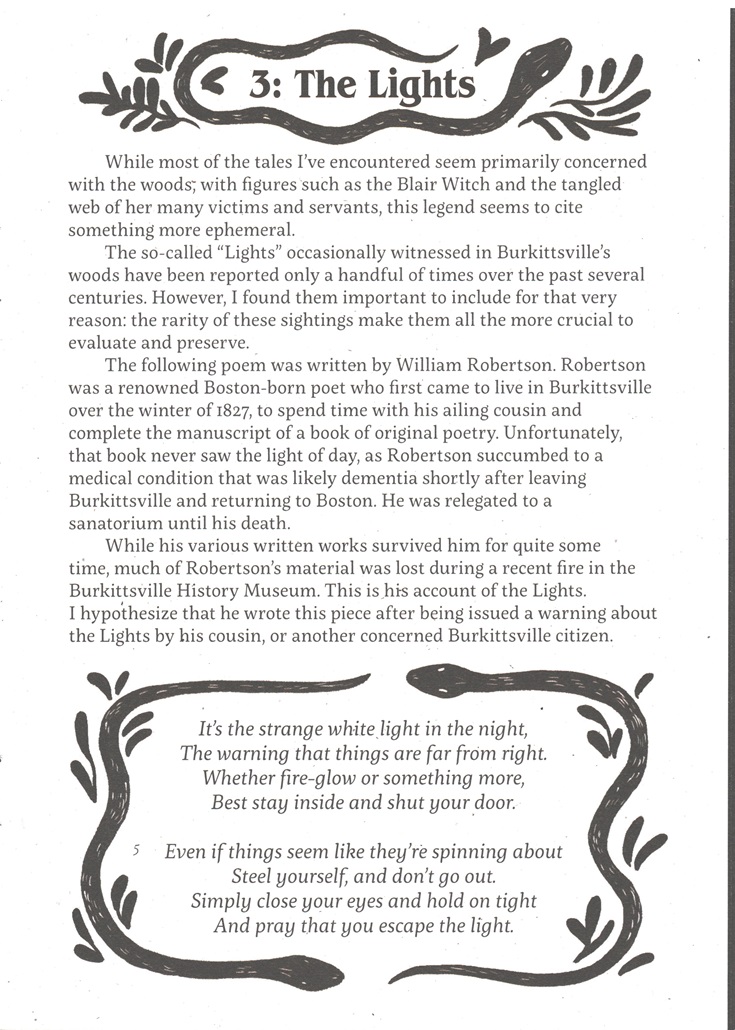 3: The Lights
While most of the tales I've encountered seem primarily concerned
with the woods; with figures such as the Blair Witch and the tangled
web of her many victims and servants, this legend seems to cite
something more ephemeral.
The so-called “Lights” occasionally witnessed in Burkittsville's
woods have been reported only a handful of times over the past several
centuries. However, I found them important to include for that very
reason: the rarity of these sightings make them all the more crucial to
evaluate and preserve.
The following poem was written by William Robertson. Robertson
was a renowned Boston-born poet who first came to live in Burkittsville
over the winter of 1827, to spend time with his ailing cousin and
complete the manuscript of a book of original poetry. Unfortunately,
that book never saw the light of day, as Robertson succumbed to a
medical condition that was likely dementia shortly after leaving
Burkittsville and returning to Boston. He was relegated to a
sanatorium until his death.
While his various written works survived him for quite some
time, much of Robertson's material was lost during a recent fire in the
Burkittsville History Museum. This is his account of the Lights.
I hypothesize that he wrote this piece after being issued a warning about
the Lights by his cousin, or another concerned Burkittsville citizen.
It's the strange white light in the night,
The warning that things are far from right.
Whether fire-glow or something more,
Best stay inside and shut your door.
5 Even if things seem like they're spinning about
Steel yourself, and don't go out.
Simply close your eyes and hold on tight
And pray that you escape the light.